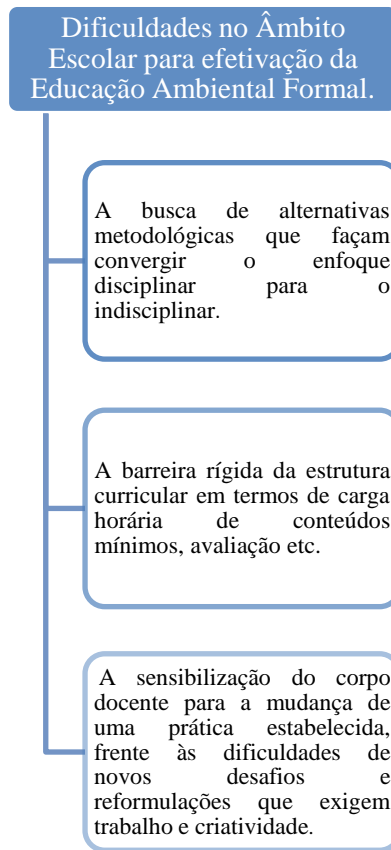 Dificuldades no Âmbito
Escolar para efetivação da
Educação Ambiental Formal.
A busca de alternativas
metodológicas que façam
convergir o enfoque
disciplinar para o
indisciplinar.
A barreira rígida da estrutura
curricular em termos de carga
horária de conteúdos
mínimos, avaliação etc.
A sensibilização do corpo
docente para a mudança de
uma prática estabelecida,
frente às dificuldades de
novos desafios e
reformulações que exigem
trabalho e criatividade.